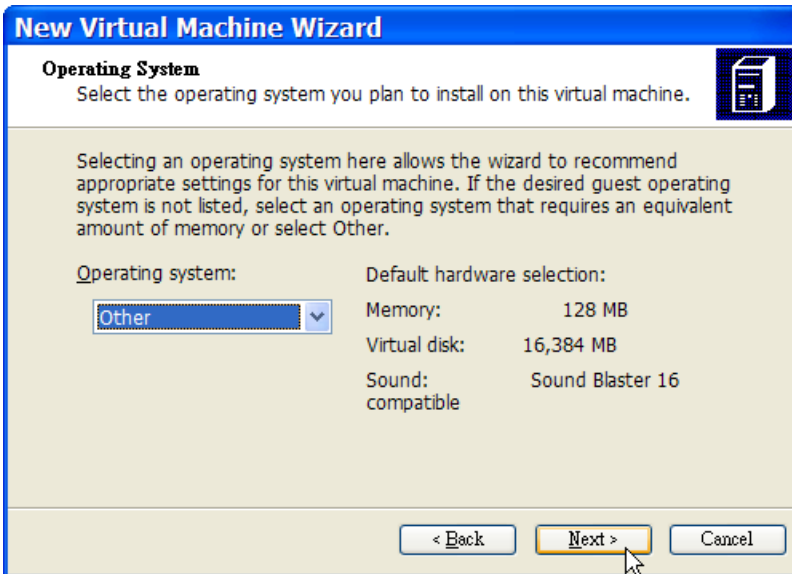 New Virtual Machine Wizard
Operating System
Select the operating system you plan to install on this virtual machine.
Selecting an operating system here allows the wizard to recommend
appropriate settings for this virtual machine. If the desired guest operating
system is not listed, select an operating system that requires an equivalent
amount of memory or select Other.
Operating system:
Other
Default hardware selection:
Memory: 128 MB
Virtual disk: 16,384 MB
Sound: Sound Blaster 16
compatible
< Back
Next >
Cancel